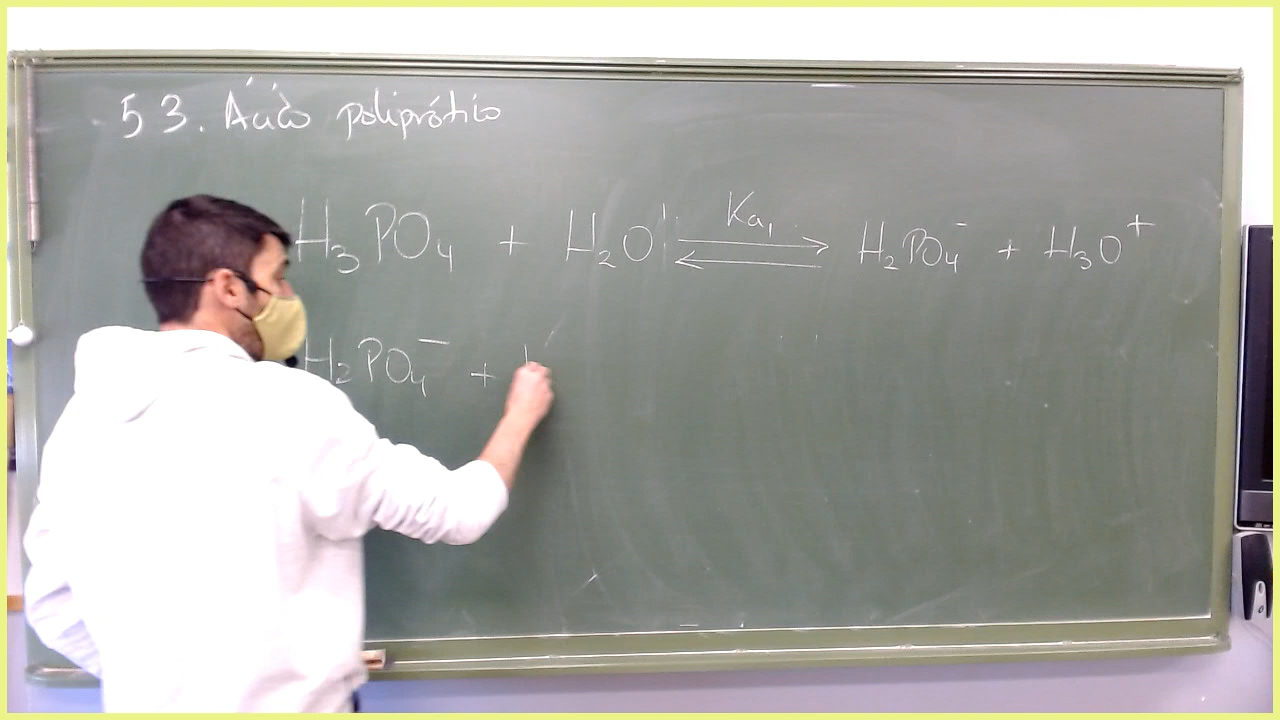 5 3. Ácido poliprótico
H₃PO₄ + H₂O ⇌ Ka₁ H₂PO₄⁻ + H₃O⁺
H₂PO₄⁻ +